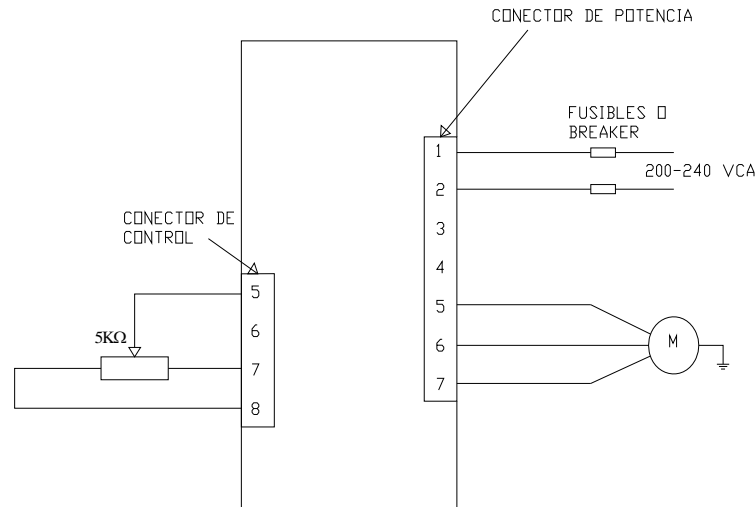 CONECTOR DE POTENCIA
FUSIBLES O
BREAKER
1
200-240 VCA
2
3
4
5
6
7
M
CONECTOR DE
CONTROL
5
6
7
8
5KΩ